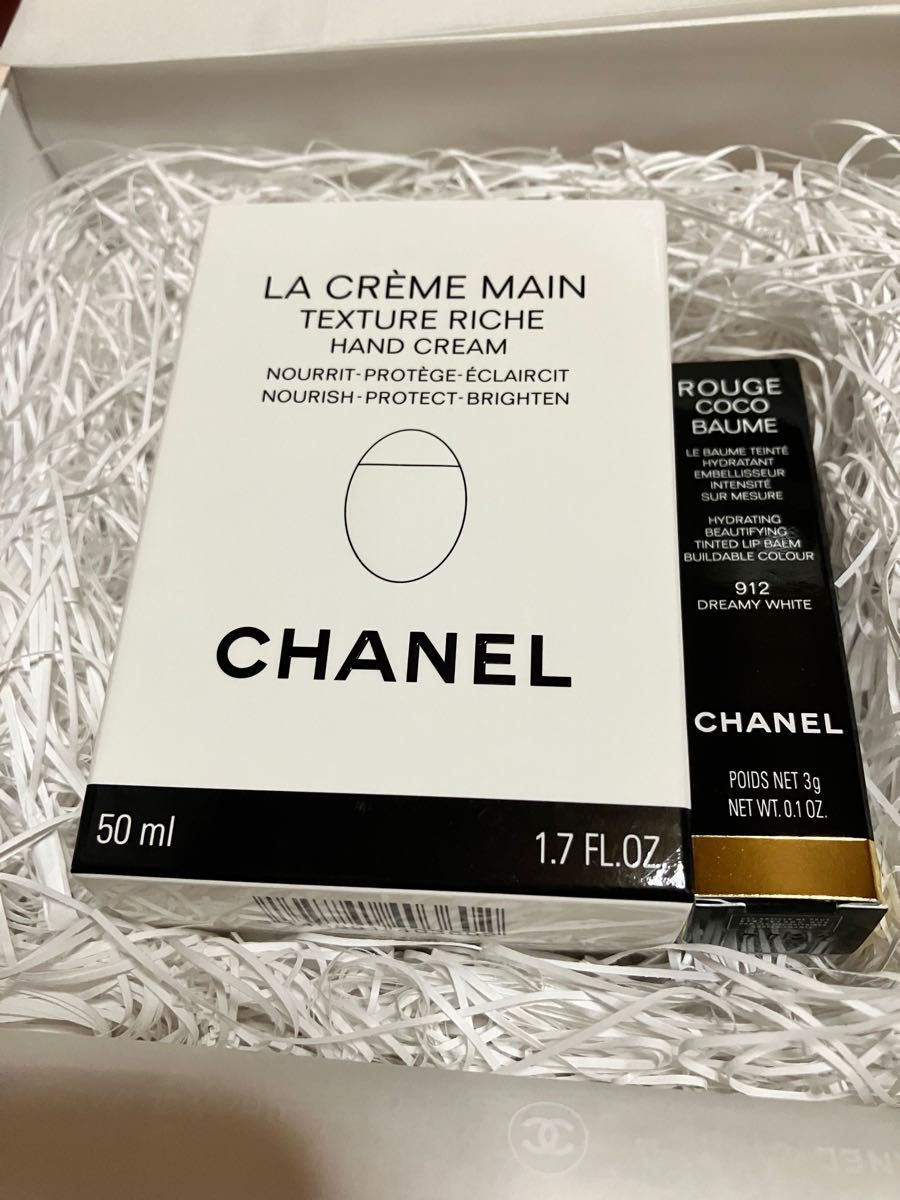 LA CRÈME MAIN
TEXTURE RICHE
HAND CREAM
NOURRIT-PROTÈGE-ÉCLAIRCIT
NOURISH-PROTECT-BRIGHTEN
CHANEL
50 ml
1.7 FL.OZ.
ROUGE
COCO
BAUME
LE BAUME TEINTÉ
HYDRATANT
EMBELLISSEUR
INTENSITÉ
SUR MESURE
HYDRATING
BEAUTIFYING
TINTED LIP BALM
BUILDABLE COLOUR
912
DREAMY WHITE
CHANEL
POIDS NET 3g
NET WT. 0.1 OZ.